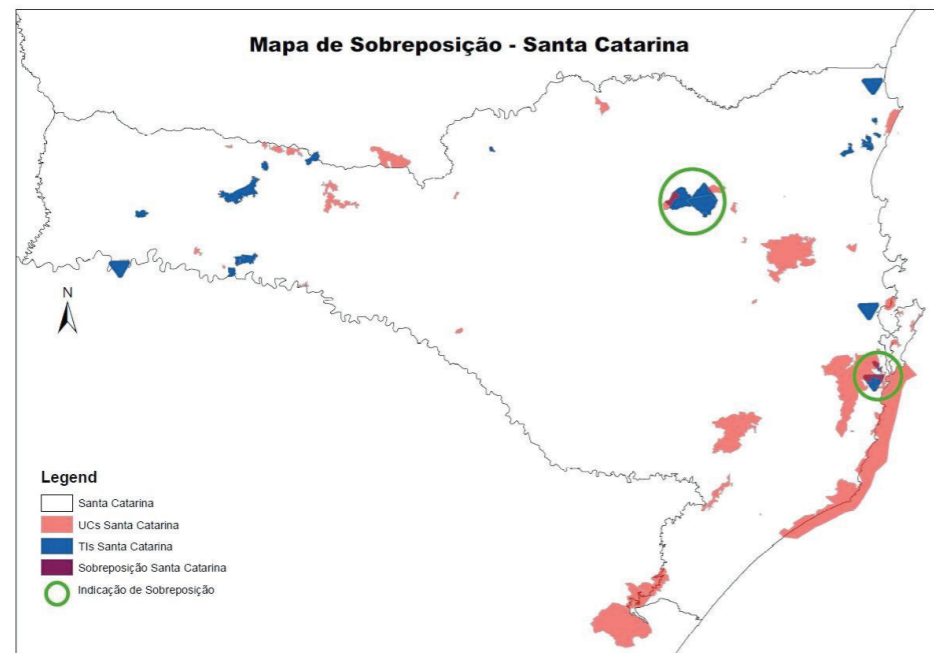 Mapa de Sobreposição - Santa Catarina
N
Legend
Santa Catarina
UCs Santa Catarina
TIs Santa Catarina
Sobreposição Santa Catarina
Indicação de Sobreposição